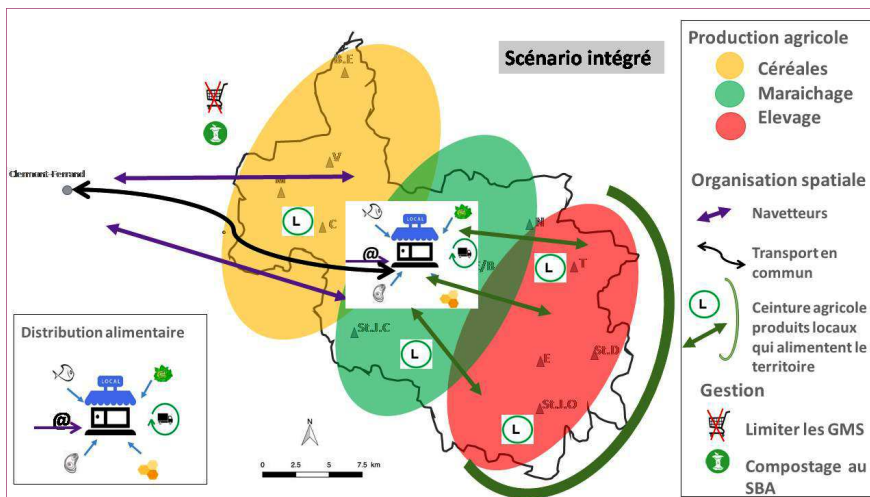 Scénario intégré
B.E
V
Clermont-Ferrand
M
L
C
LOCAL
@
N
E/B
L
T
St.J.C
L
E
St.D
L
St.J.O
N
0 2.5 5 7.5 km
Distribution alimentaire
LOCAL
@
Production agricole
Céréales
Maraichage
Elevage
Organisation spatiale
Navetteurs
Transport en
commun
L
Ceinture agricole
produits locaux
qui alimentent le
territoire
Gestion
Limiter les GMS
Compostage au
SBA